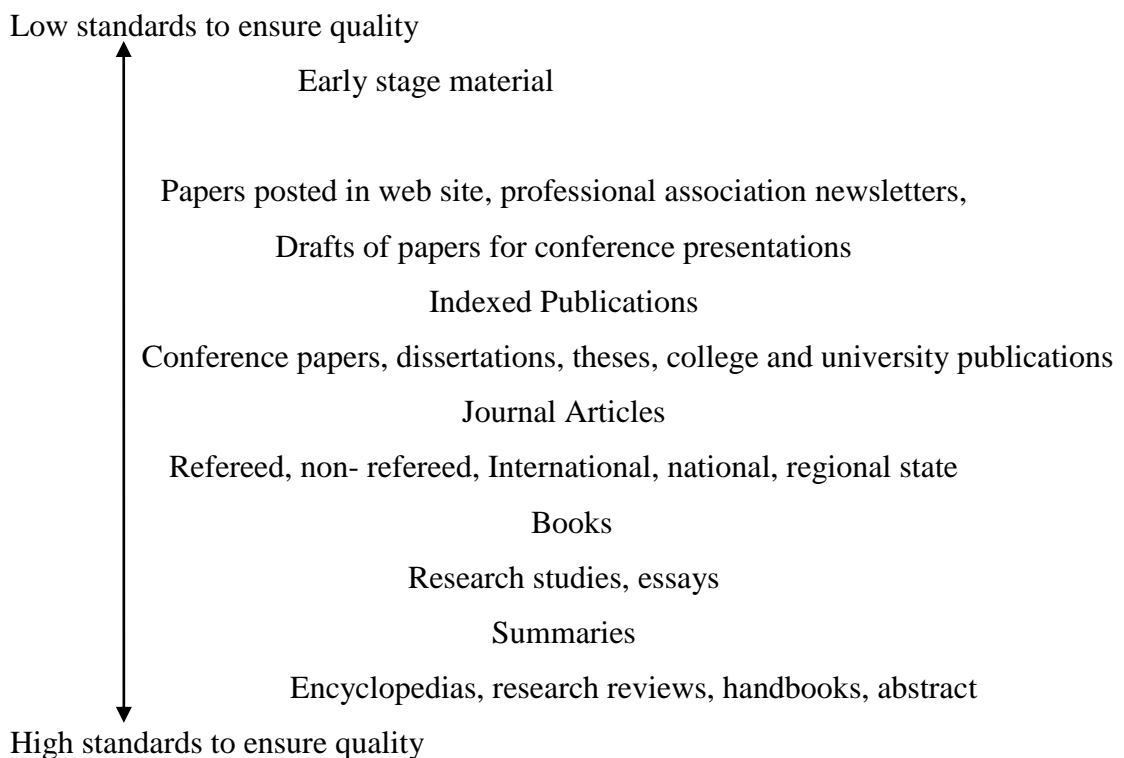 Low standards to ensure quality
Early stage material
Papers posted in web site, professional association newsletters,
Drafts of papers for conference presentations
Indexed Publications
Conference papers, dissertations, theses, college and university publications
Journal Articles
Refereed, non- refereed, International, national, regional state
Books
Research studies, essays
Summaries
Encyclopedias, research reviews, handbooks, abstract
High standards to ensure quality